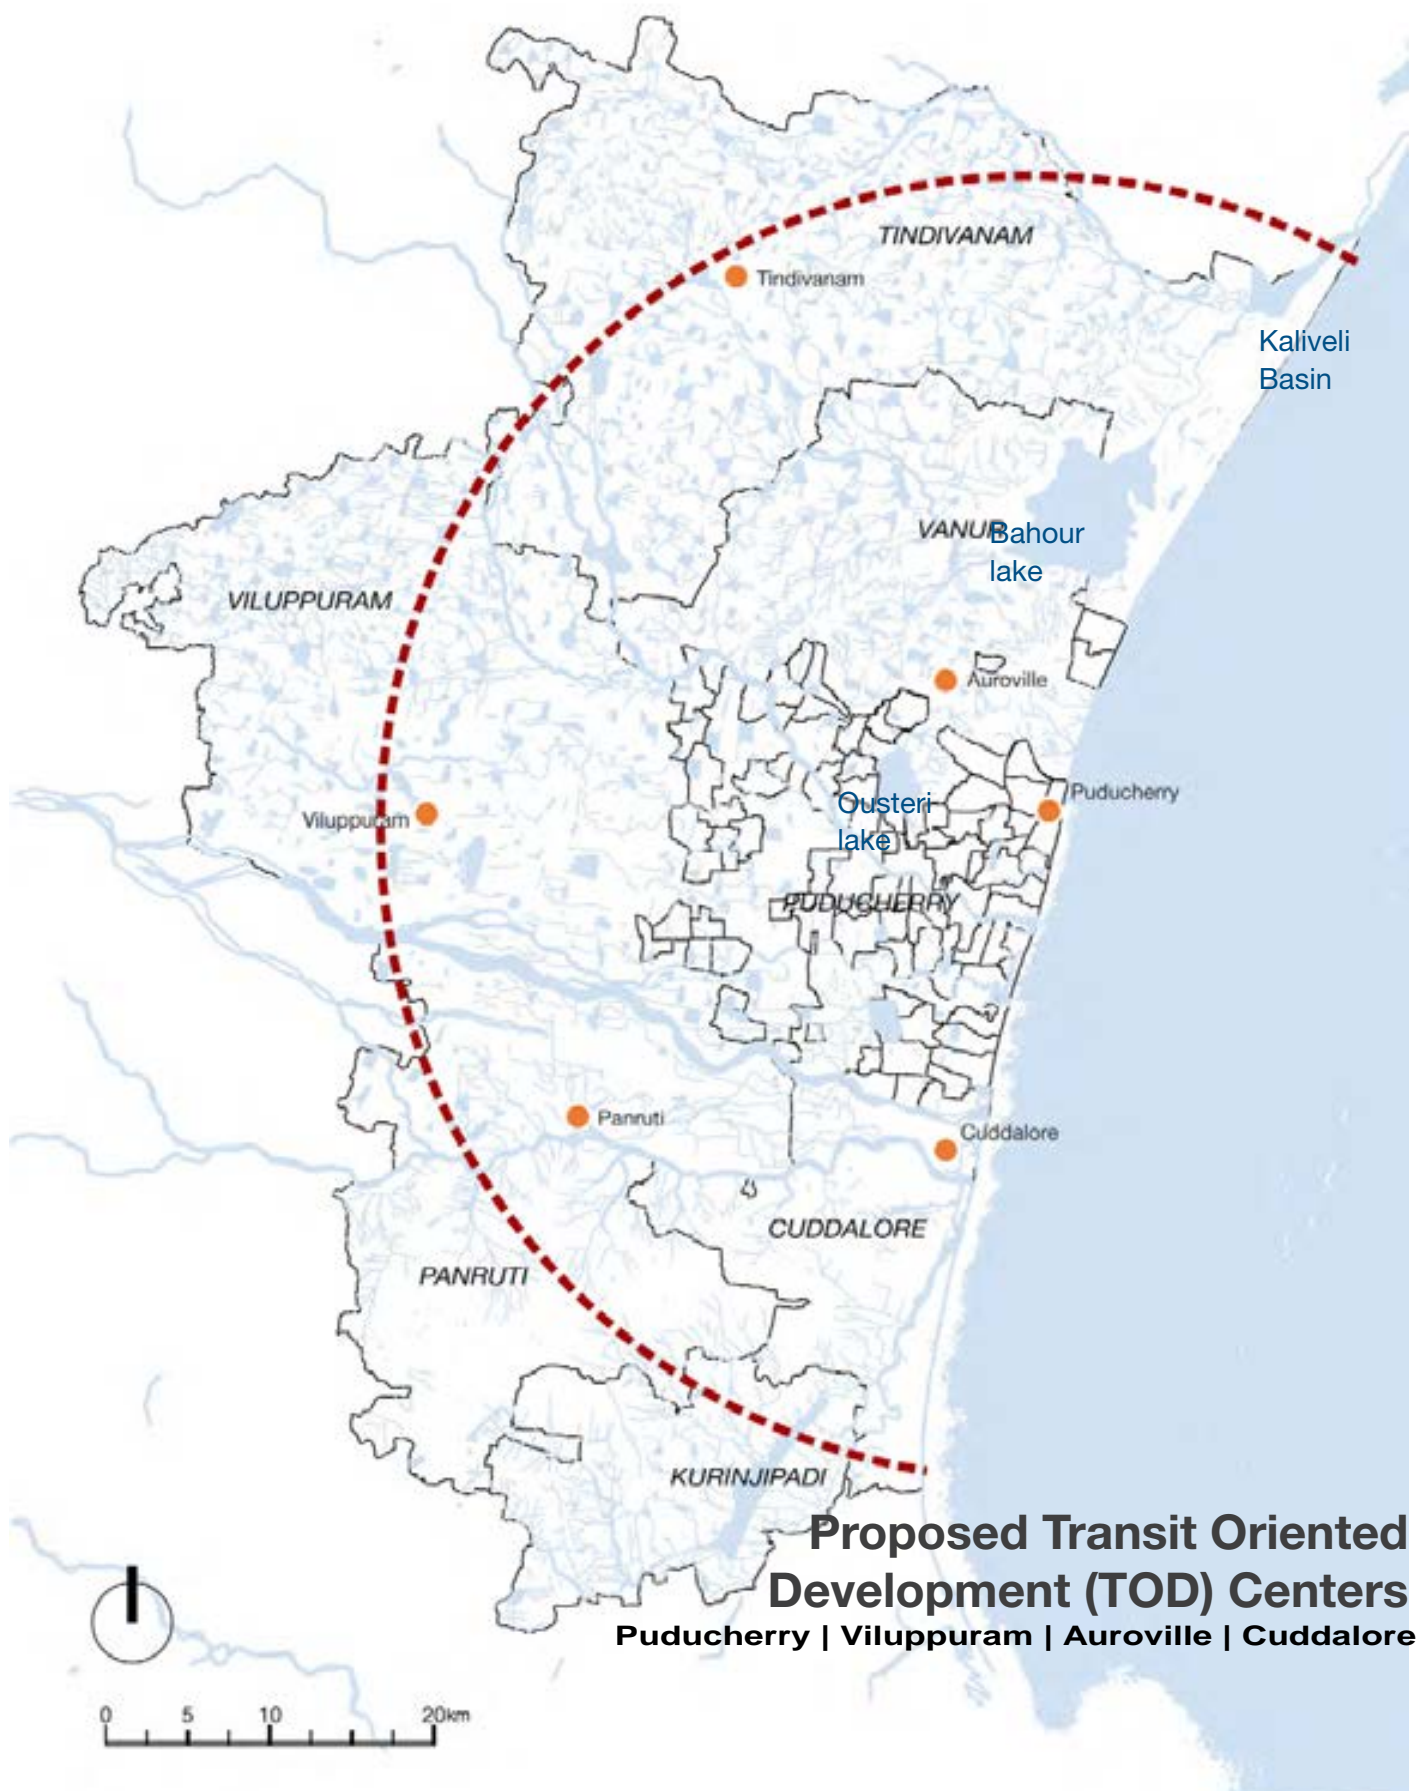 TINDIVANAM
Tindivanam
Kaliveli
Basin
VANUR
Bahour
lake
VILUPPURAM
Auroville
Puducherry
Ousteri
lake
Viluppuram
PUDUCHERRY
Panruti
Cuddalore
CUDDALORE
PANRUTI
KURINJIPADI
Proposed Transit Oriented
Development (TOD) Centers
Puducherry | Viluppuram | Auroville | Cuddalore
0 5 10 20km